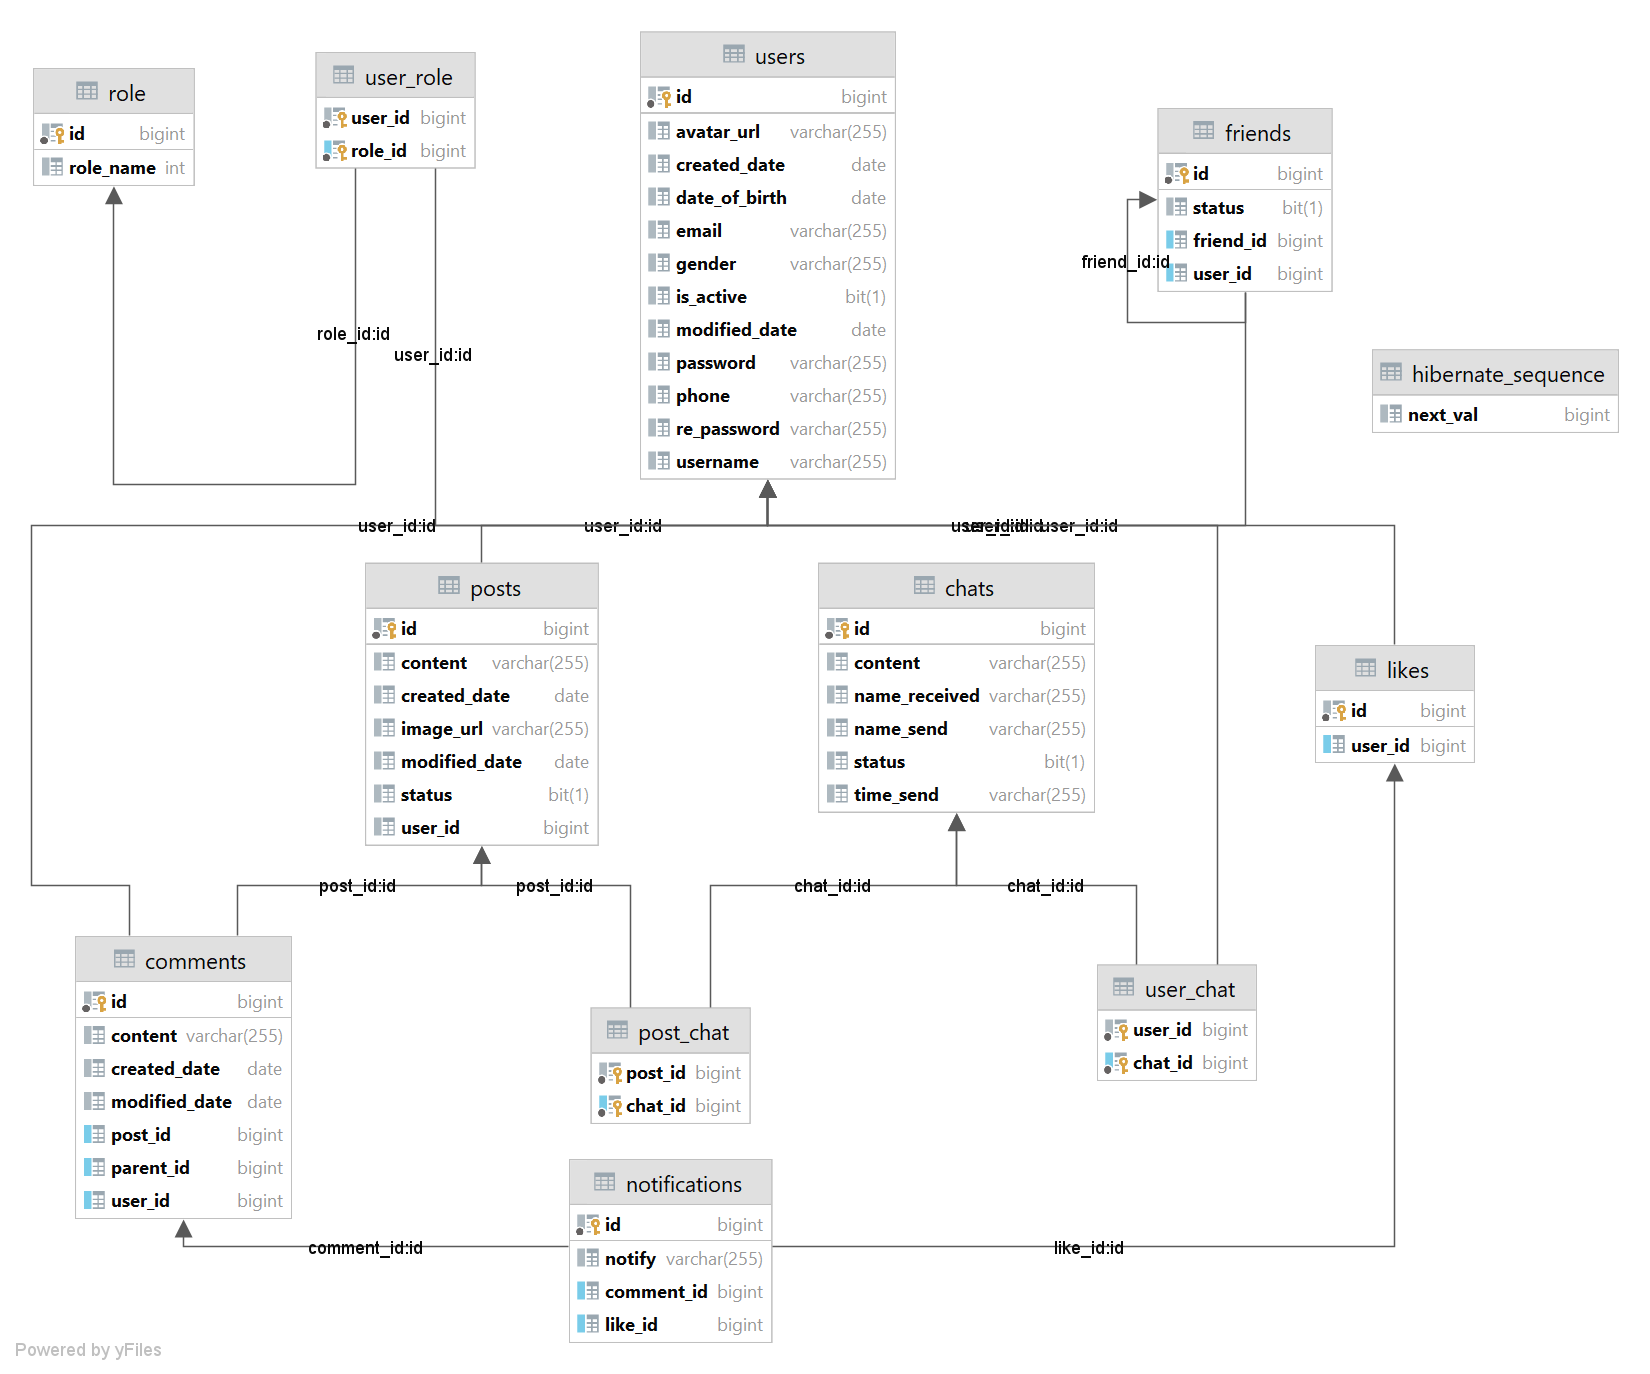 role
id bigint
role_name int
user_role
user_id bigint
role_id bigint
users
id bigint
avatar_url varchar(255)
created_date date
date_of_birth date
email varchar(255)
gender varchar(255)
is_active bit(1)
modified_date date
password varchar(255)
phone varchar(255)
re_password varchar(255)
username varchar(255)
friends
id bigint
status bit(1)
friend_id bigint
user_id bigint
friend_id:id
hibernate_sequence
next_val bigint
role_id:id
user_id:id
user_id:id
user_id:id
user_id:id
posts
id bigint
content varchar(255)
created_date date
image_url varchar(255)
modified_date date
status bit(1)
user_id bigint
chats
id bigint
content varchar(255)
name_received varchar(255)
name_send varchar(255)
status bit(1)
time_send varchar(255)
likes
id bigint
user_id bigint
post_id:id
post_id:id
chat_id:id
chat_id:id
comments
id bigint
content varchar(255)
created_date date
modified_date date
post_id bigint
parent_id bigint
user_id bigint
post_chat
post_id bigint
chat_id bigint
user_chat
user_id bigint
chat_id bigint
notifications
id bigint
notify varchar(255)
comment_id bigint
like_id bigint
comment_id:id
like_id:id
Powered by yFiles